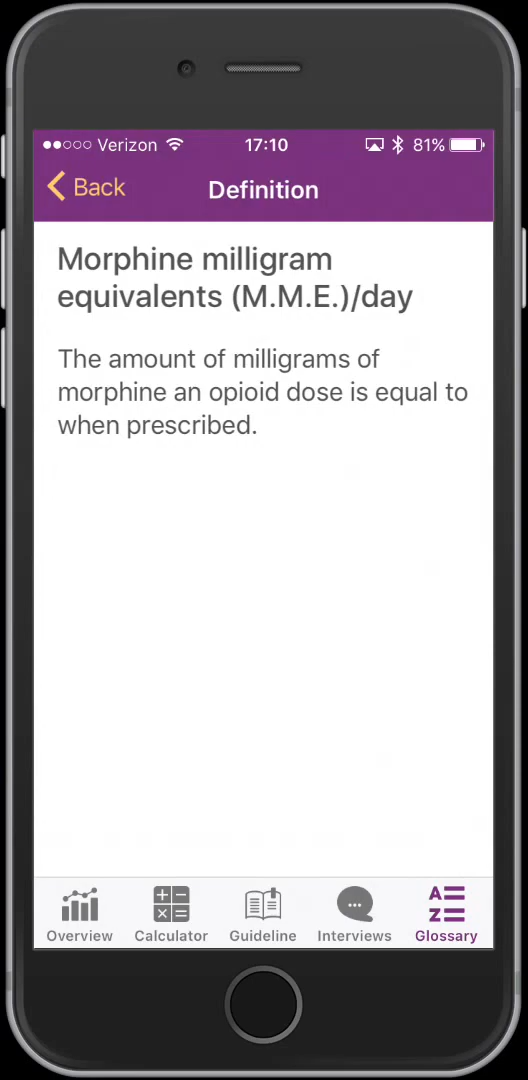 Verizon 17:10 81%
Back Definition
Morphine milligram
equivalents (M.M.E.)/day
The amount of milligrams of
morphine an opioid dose is equal to
when prescribed.
Overview Calculator Guideline Interviews Glossary